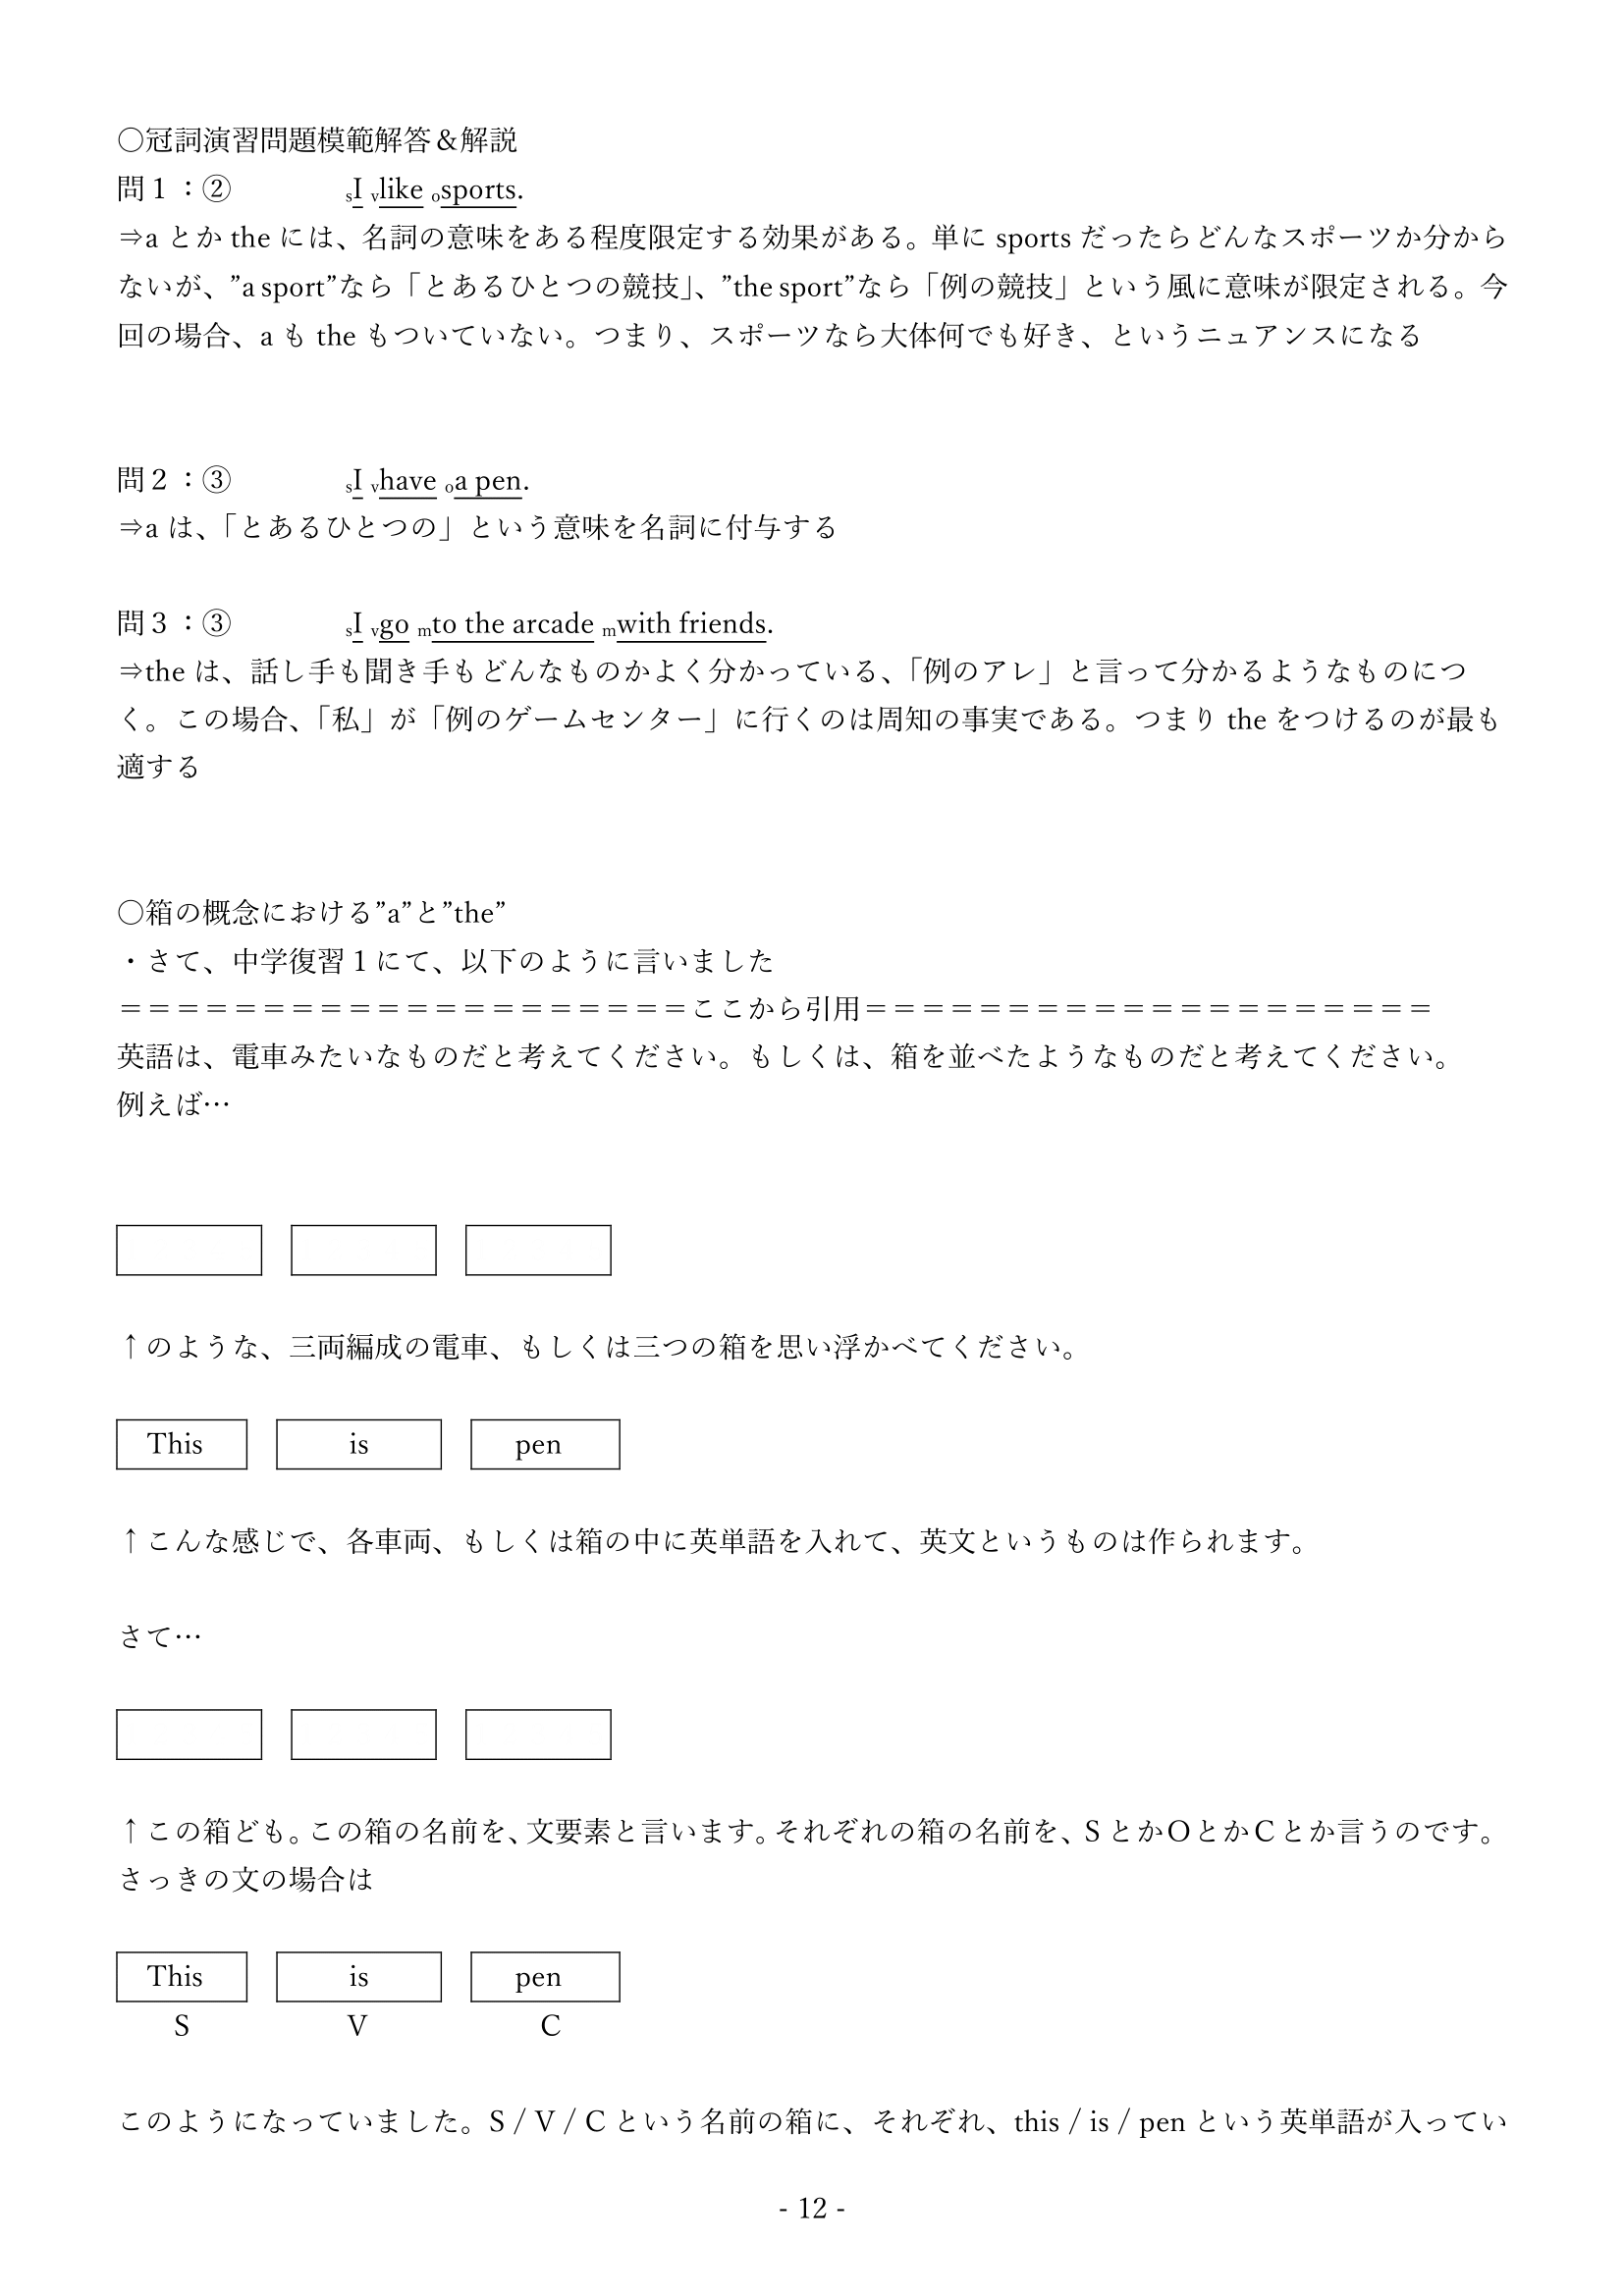 〇冠詞演習問題模範解答＆解説
問１：② sI vlike osports.
⇒a とか the には、名詞の意味をある程度限定する効果がある。単に sports だったらどんなスポーツか分から
ないが、”a sport”なら「とあるひとつの競技」、”the sport”なら「例の競技」という風に意味が限定される。今
回の場合、a も the もついていない。つまり、スポーツなら大体何でも好き、というニュアンスになる
問２：③ sI vhave oa pen.
⇒a は、「とあるひとつの」という意味を名詞に付与する
問３：③ sI vgo mto the arcade mwith friends.
⇒the は、話し手も聞き手もどんなものかよく分かっている、「例のアレ」と言って分かるようなものにつ
く。この場合、「私」が「例のゲームセンター」に行くのは周知の事実である。つまり the をつけるのが最も
適する
〇箱の概念における”a”と”the”
・さて、中学復習１にて、以下のように言いました
＝＝＝＝＝＝＝＝＝＝＝＝＝＝＝＝＝＝＝＝ここから引用＝＝＝＝＝＝＝＝＝＝＝＝＝＝＝＝＝＝＝＝
英語は、電車みたいなものだと考えてください。もしくは、箱を並べたようなものだと考えてください。
例えば…
↑のような、三両編成の電車、もしくは三つの箱を思い浮かべてください。
This is pen
↑こんな感じで、各車両、もしくは箱の中に英単語を入れて、英文というものは作られます。
さて…
↑この箱ども。この箱の名前を、文要素と言います。それぞれの箱の名前を、ＳとかＯとかＣとか言うのです。
さっきの文の場合は
This is pen
S V C
このようになっていました。S / V / C という名前の箱に、それぞれ、this / is / pen という英単語が入ってい
- 12 -